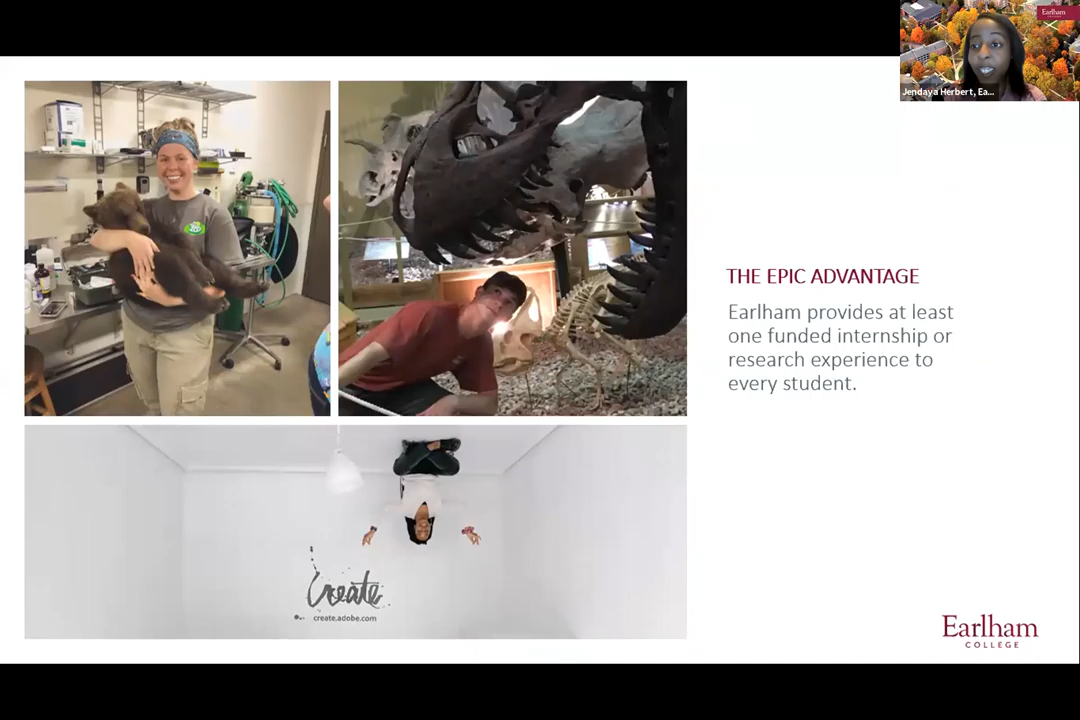 Earlham
Jendaya Herbert, Ea...
THE EPIC ADVANTAGE
Earlham provides at least
one funded internship or
research experience to
every student.
Create
create.adobe.com
Earlham
COLLEGE